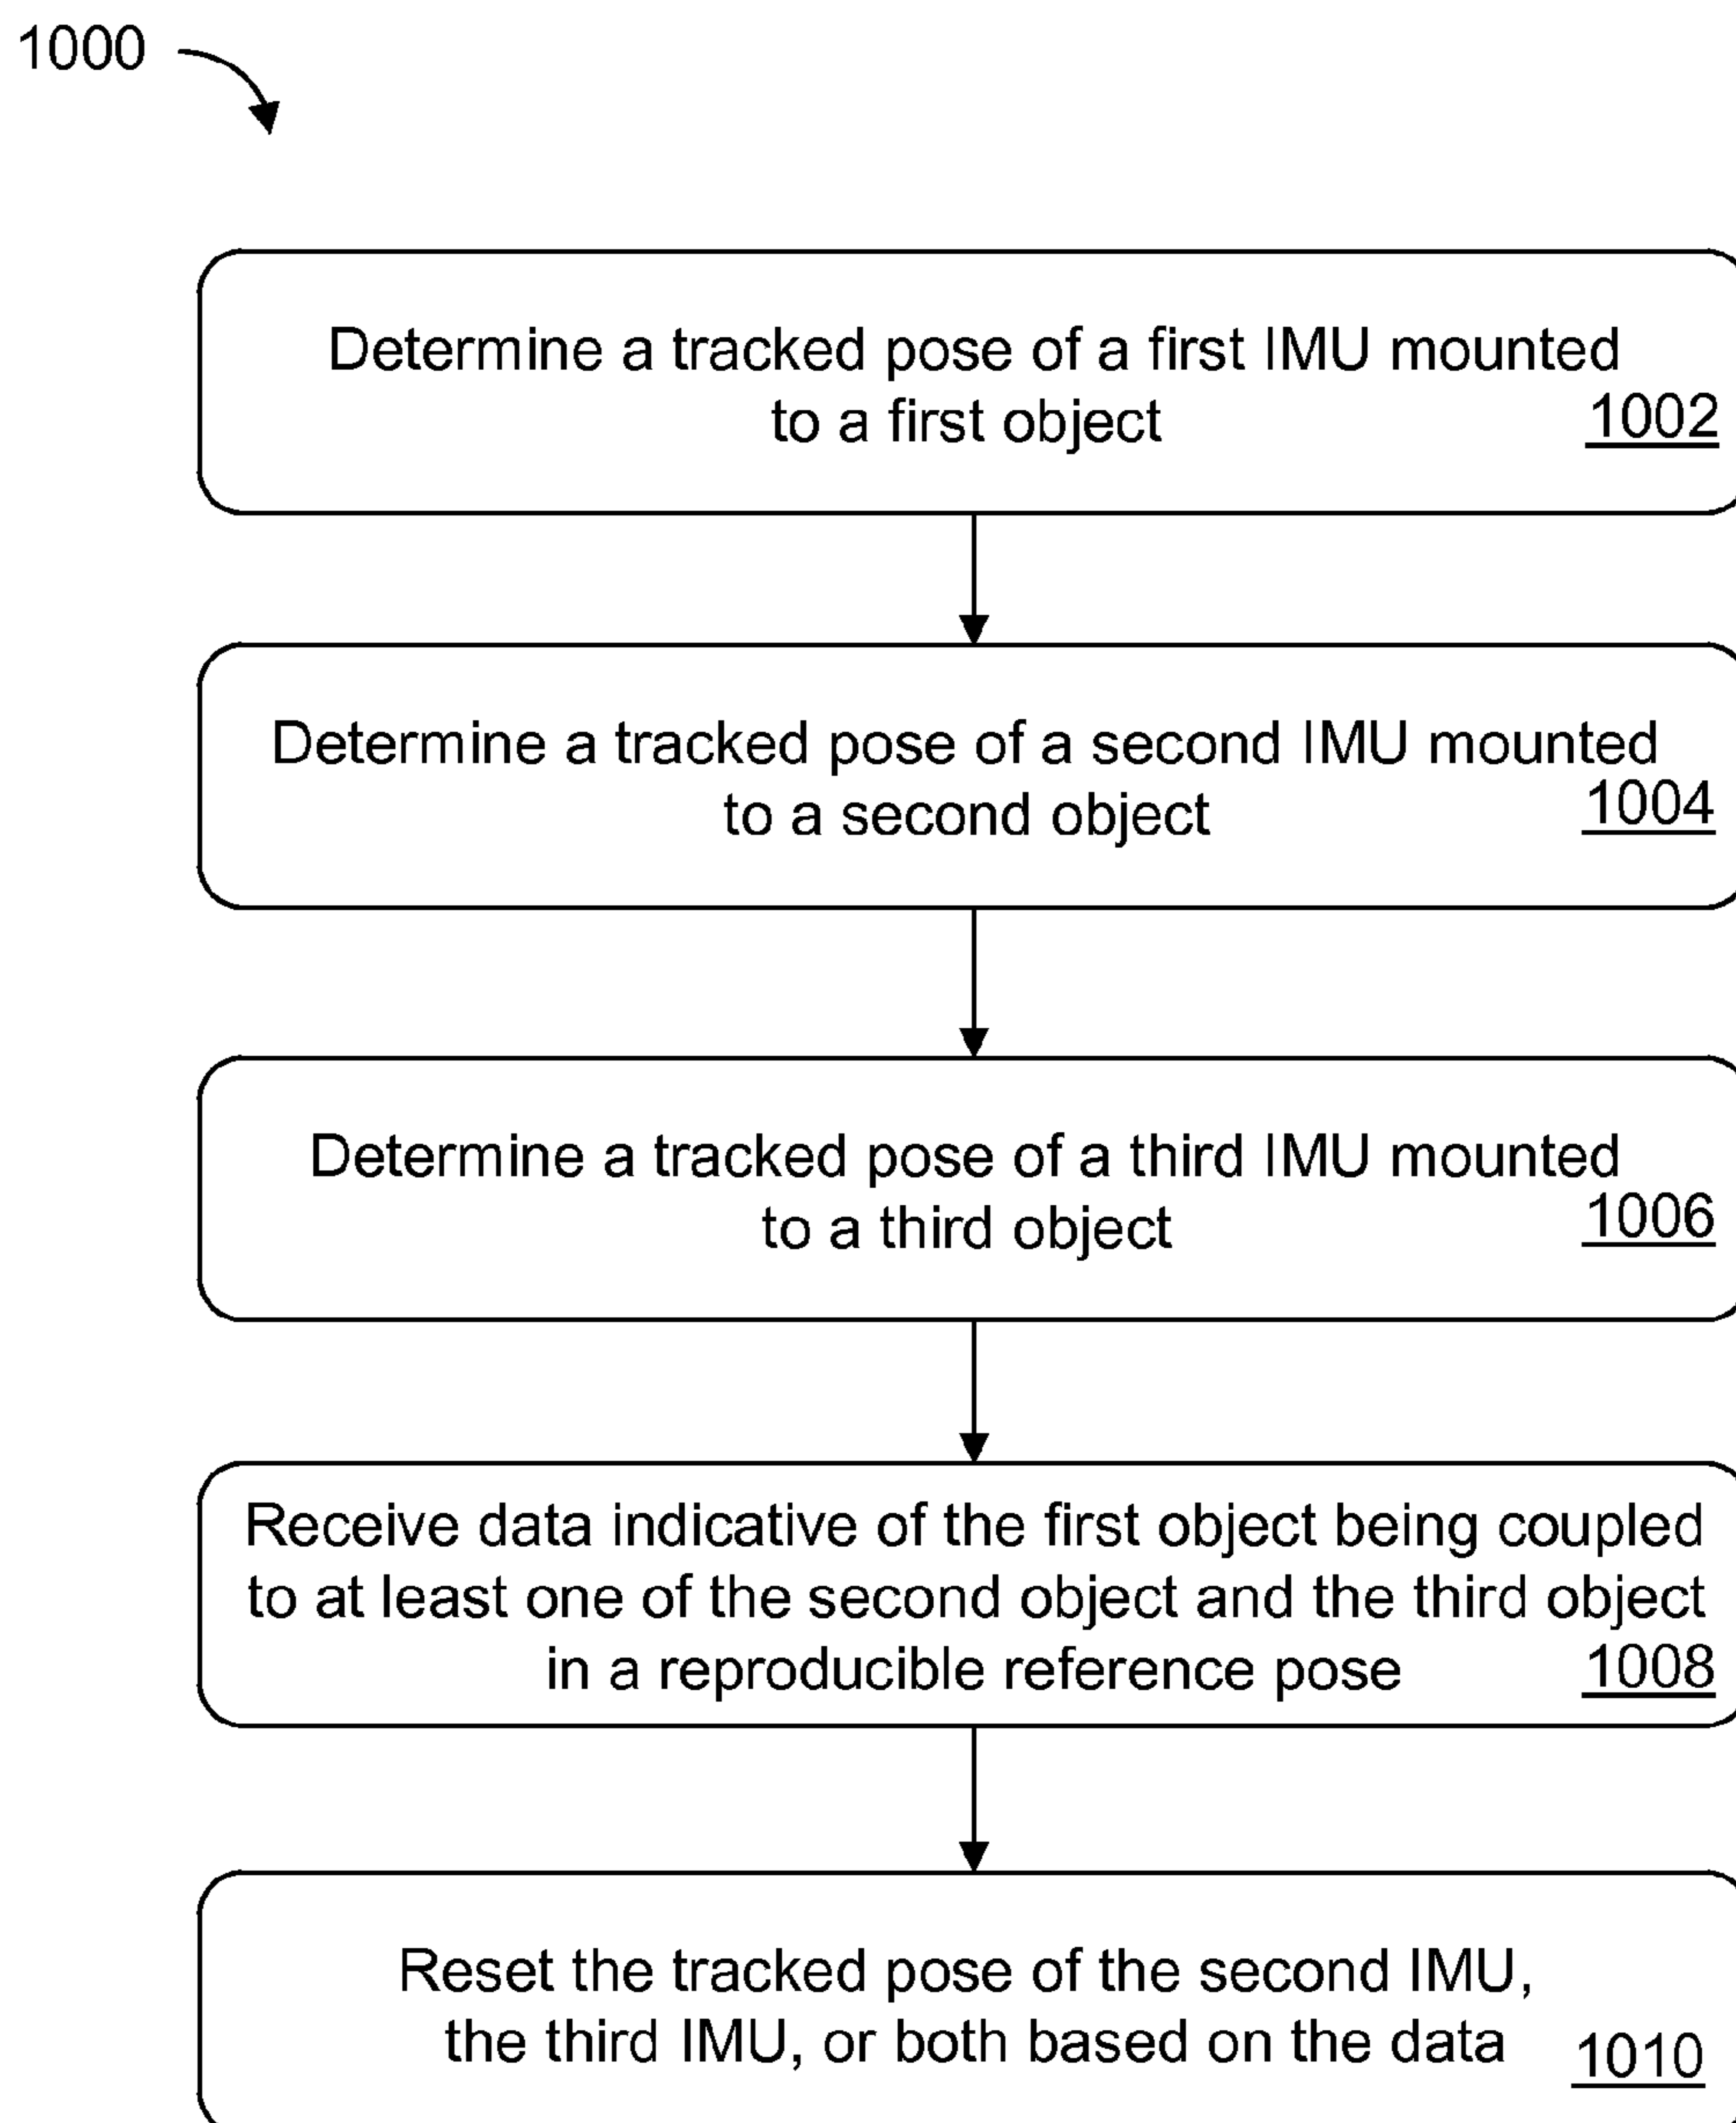 1000
Determine a tracked pose of a first IMU mounted
to a first object
1002
Determine a tracked pose of a second IMU mounted
to a second object
1004
Determine a tracked pose of a third IMU mounted
to a third object
1006
Receive data indicative of the first object being coupled
to at least one of the second object and the third object
in a reproducible reference pose
1008
Reset the tracked pose of the second IMU,
the third IMU, or both based on the data
1010